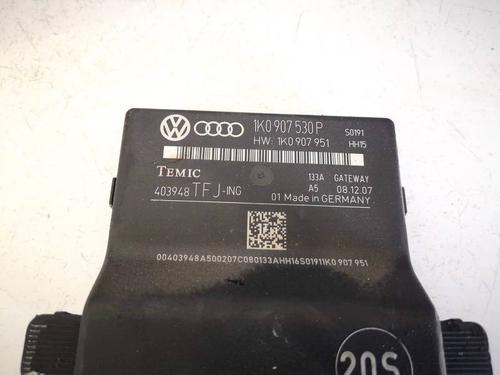 1K0 907 530 P S0191
HW: 1K0 907 951 HH15
TEMIC 133A GATEWAY
403948 TFJ-ING A5 08.12.07
01 Made in GERMANY
00403948A500207C080133AHH16S01911K0 907 951
20S